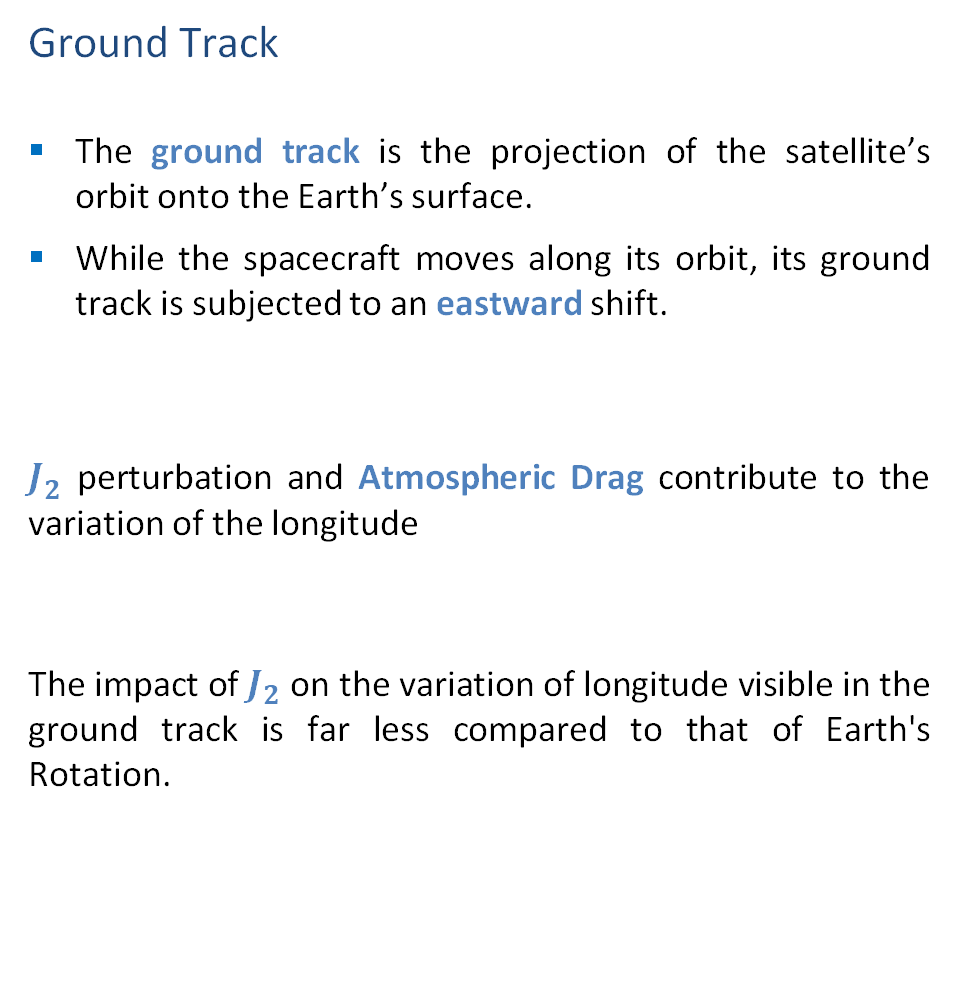 Ground Track
▪ The ground track is the projection of the satellite’s
orbit onto the Earth’s surface.
▪ While the spacecraft moves along its orbit, its ground
track is subjected to an eastward shift.
J₂ perturbation and Atmospheric Drag contribute to the
variation of the longitude
The impact of J₂ on the variation of longitude visible in the
ground track is far less compared to that of Earth's
Rotation.